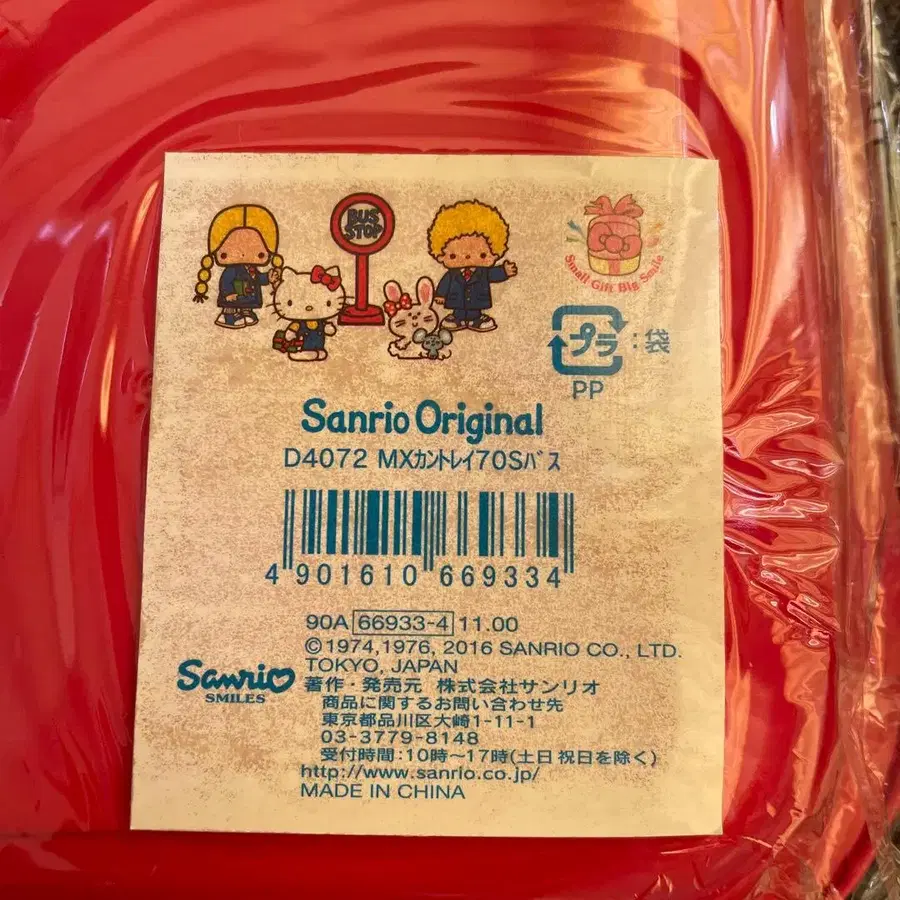 BUS
STOP
Small Gift Big Smile
プラ:袋
PP
Sanrio Original
D4072 MXカントレイ70Sバス
4 901610 669334
90A 66933-4 11.00
©1974,1976, 2016 SANRIO CO., LTD.
TOKYO, JAPAN
Sanrio
SMILES
著作・発売元 株式会社サンリオ
商品に関するお問い合わせ先
東京都品川区大崎1-11-1
03-3779-8148
受付時間:10時～17時(土日祝日を除く)
http://www.sanrio.co.jp/
MADE IN CHINA